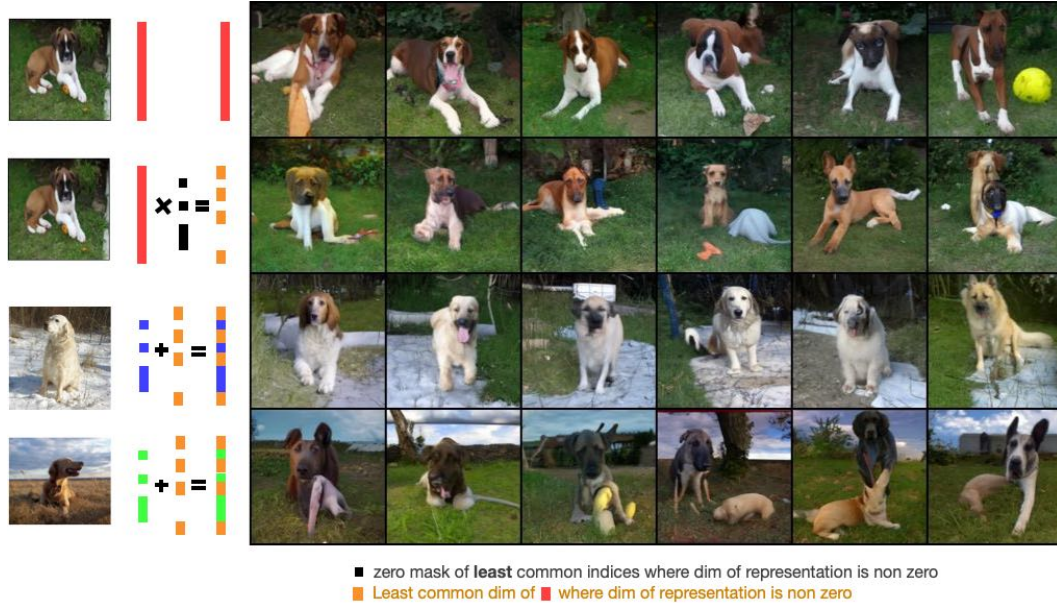 zero mask of least common indices where dim of representation is non zero
Least common dim of where dim of representation is non zero